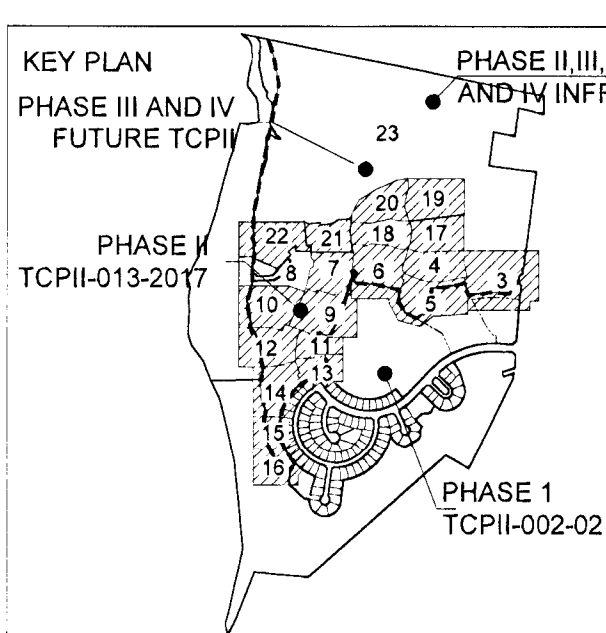 KEY PLAN
PHASE II,III,
AND IV INFR
PHASE III AND IV
FUTURE TCPII
23
20 19
22 21 18 17
PHASE II
TCPII-013-2017
8 7 6 4 3
10 9 5
12 11
13
14
15
16
PHASE 1
TCPII-002-02